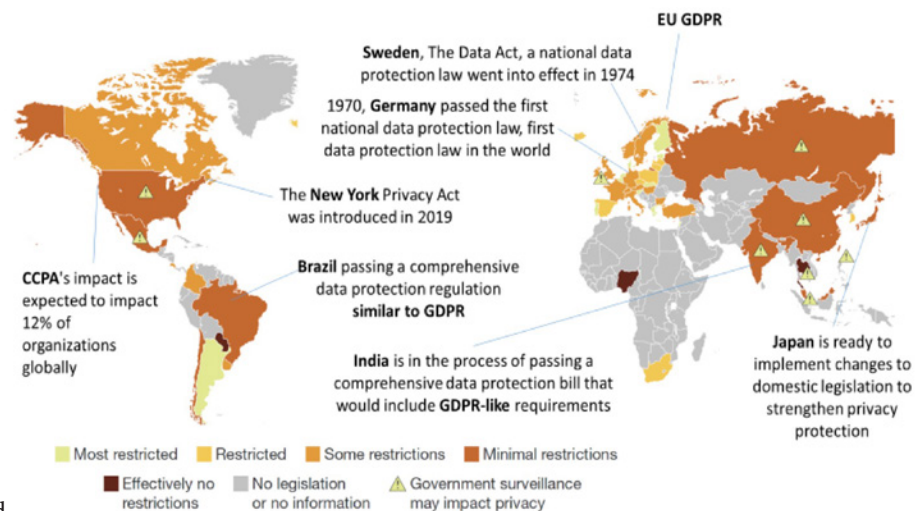 EU GDPR
Sweden, The Data Act, a national data
protection law went into effect in 1974
1970, Germany passed the first
national data protection law, first
data protection law in the world
The New York Privacy Act
was introduced in 2019
CCPA's impact is
expected to impact
12% of
organizations
globally
Brazil passing a comprehensive
data protection regulation
similar to GDPR
India is in the process of passing a
comprehensive data protection bill that
would include GDPR-like requirements
Japan is ready to
implement changes to
domestic legislation to
strengthen privacy
protection
Most restricted
Restricted
Some restrictions
Minimal restrictions
Effectively no
restrictions
No legislation
or no information
Government surveillance
may impact privacy